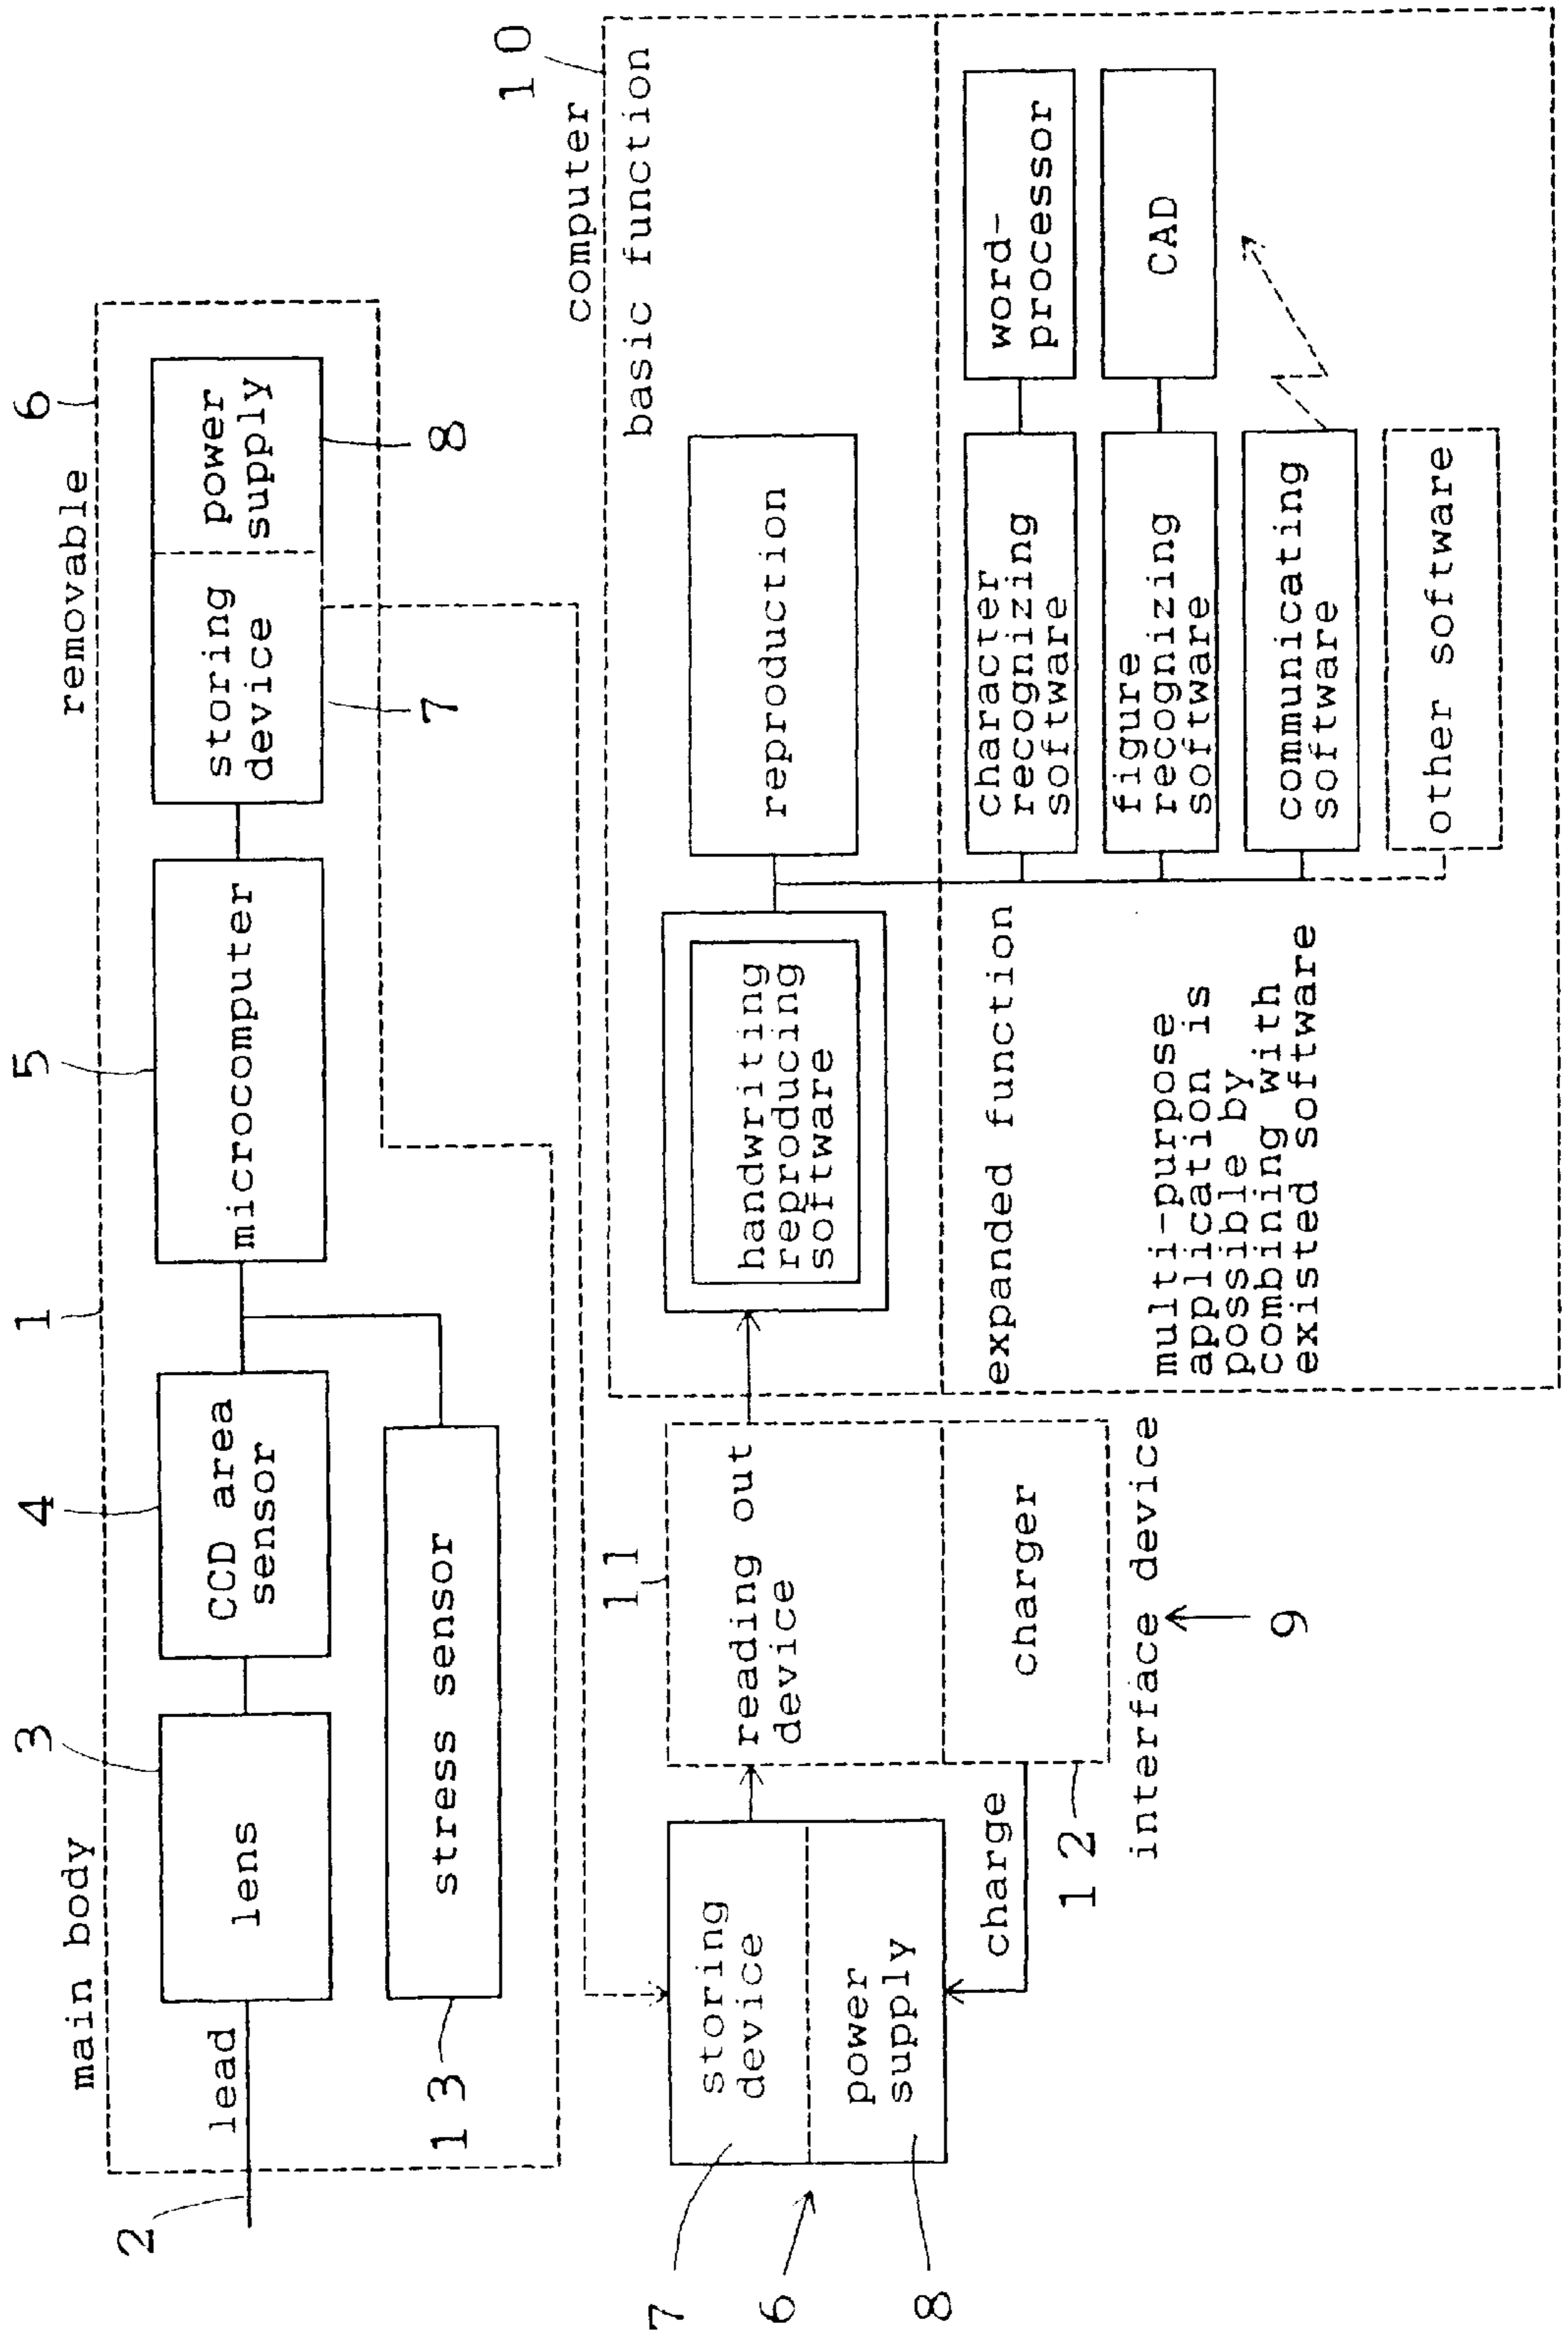 removable
6
main body
1
2
lead
3
lens
4
CCD area
sensor
5
microcomputer
storing
device
7
power
supply
8
13
stress sensor
computer
10
7
storing
device
6
8
power
supply
charge
11
reading out
device
12
charger
interface device
9
basic function
handwriting
reproducing
software
reproduction
expanded function
multi-purpose
application is
possible by
combining with
existed software
character
recognizing
software
word-
processor
figure
recognizing
software
CAD
communicating
software
other software